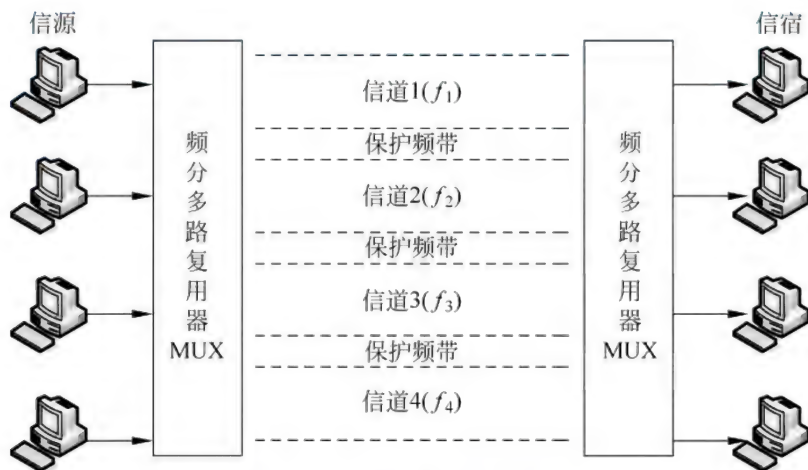 信源
信宿
频分多路复用器
MUX
信道1(f₁)
保护频带
信道2(f₂)
保护频带
信道3(f₃)
保护频带
信道4(f₄)
频分多路复用器
MUX